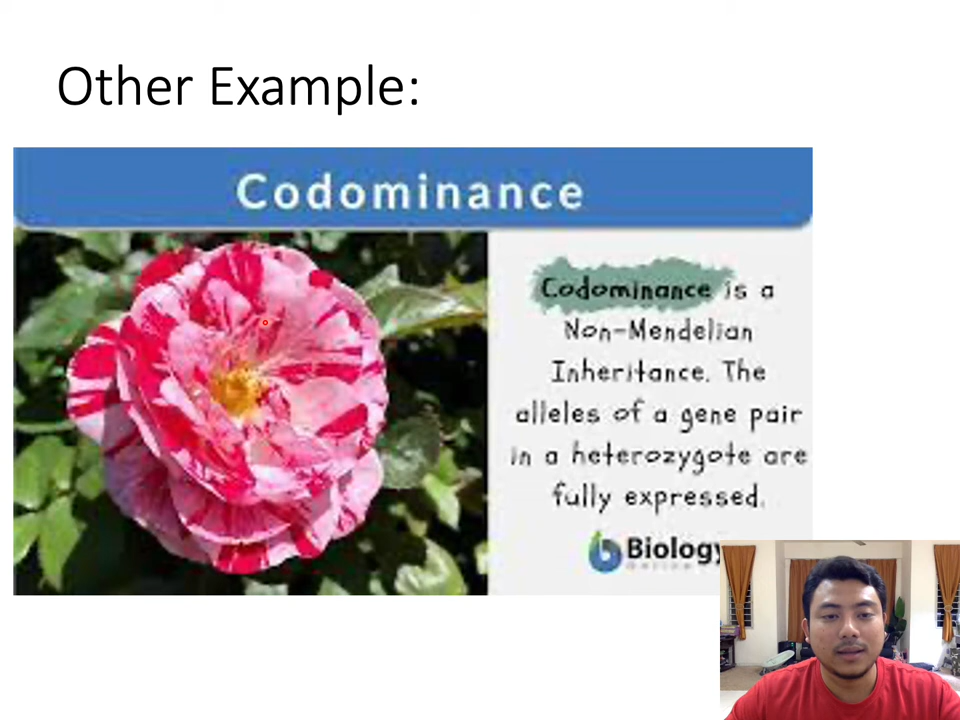 Other Example:
Codominance
Codominance is a
Non-Mendelian
Inheritance. The
alleles of a gene pair
in a heterozygote are
fully expressed.
Biology